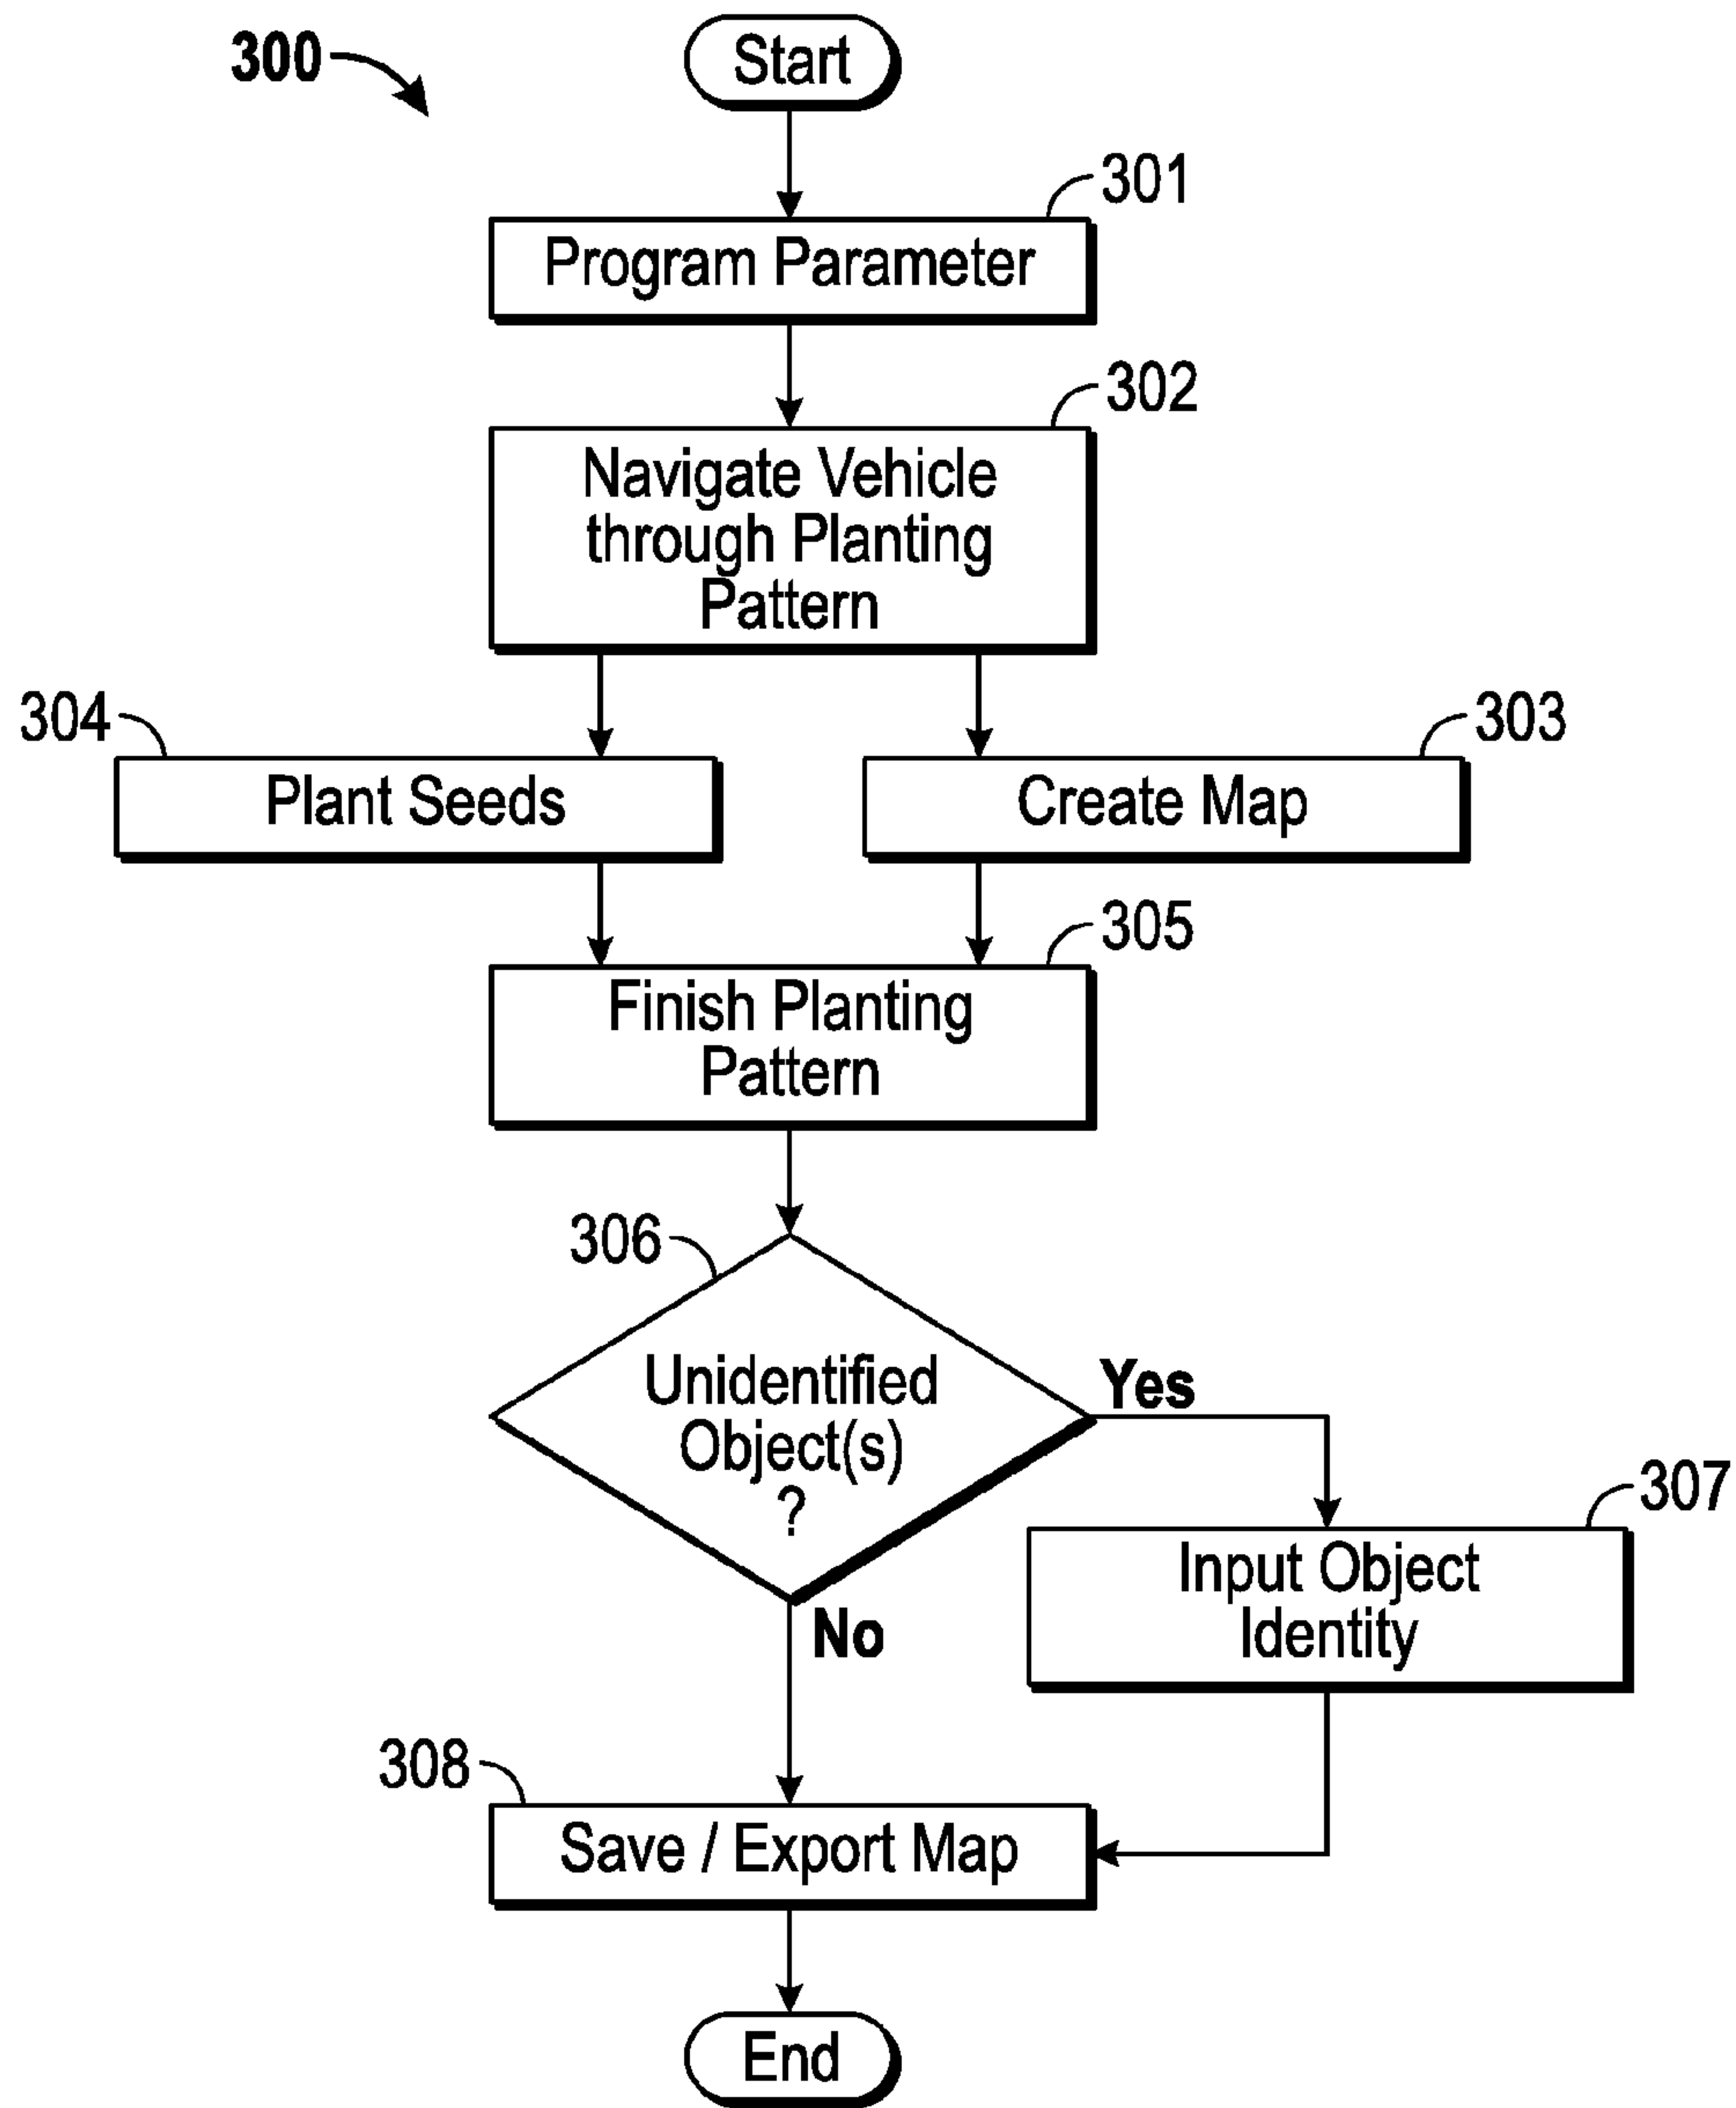 300
Start
301
Program Parameter
302
Navigate Vehicle
through Planting
Pattern
304
303
Plant Seeds
Create Map
305
Finish Planting
Pattern
306
Unidentified
Object(s)
?
Yes
No
307
Input Object
Identity
308
Save / Export Map
End